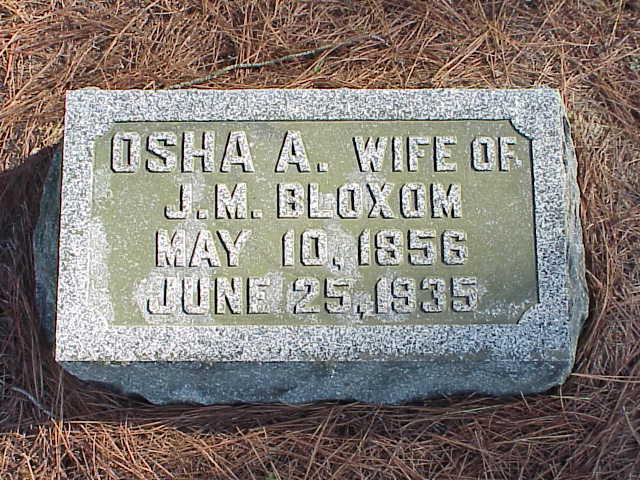 OSHA A. WIFE OF
J.M. BLOXOM
MAY 10, 1856
JUNE 25, 1935